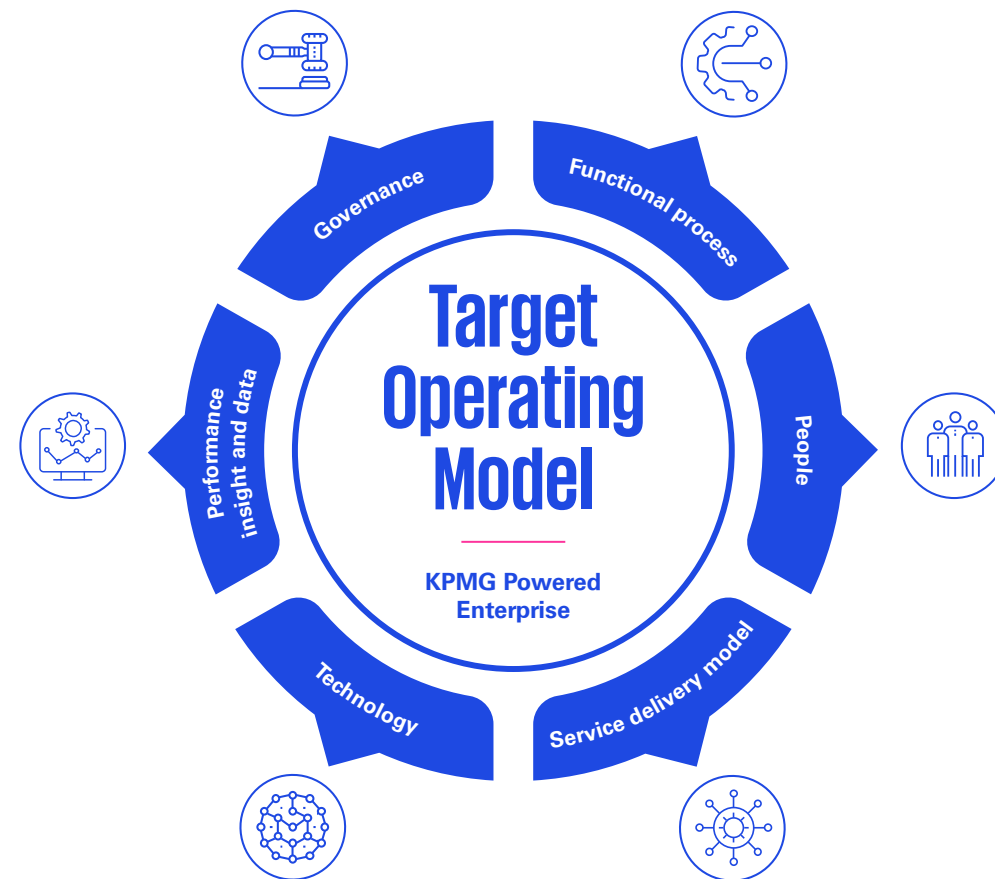 Target
Operating
Model
KPMG Powered
Enterprise
Functional process
People
Service delivery model
Technology
Performance
insight and data
Governance